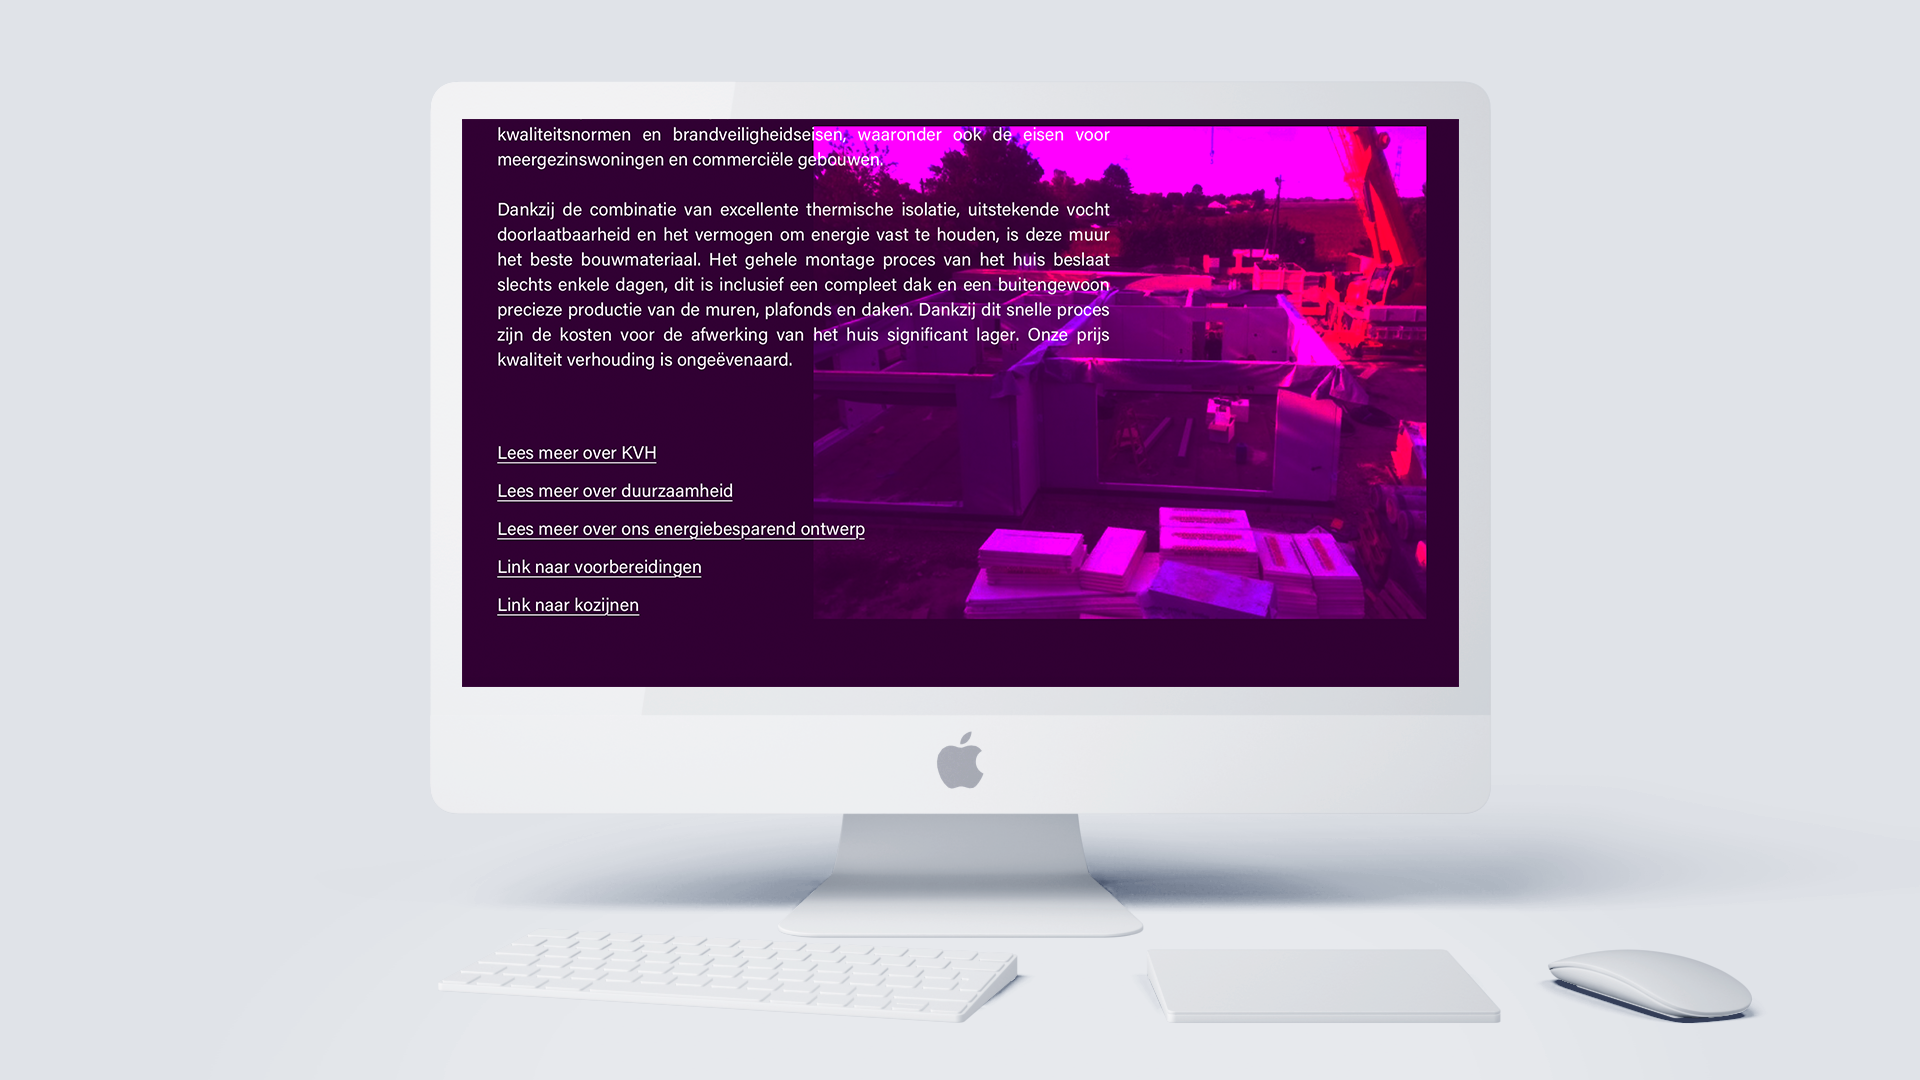 kwaliteitsnormen en brandveiligheidseisen, waaronder ook de eisen voor
meergezinswoningen en commerciële gebouwen.
Dankzij de combinatie van excellente thermische isolatie, uitstekende vocht
doorlaatbaarheid en het vermogen om energie vast te houden, is deze muur
het beste bouwmateriaal. Het gehele montage proces van het huis beslaat
slechts enkele dagen, dit is inclusief een compleet dak en een buitengewoon
precieze productie van de muren, plafonds en daken. Dankzij dit snelle proces
zijn de kosten voor de afwerking van het huis significant lager. Onze prijs
kwaliteit verhouding is ongeëvenaard.
Lees meer over KVH
Lees meer over duurzaamheid
Lees meer over ons energiebesparend ontwerp
Link naar voorbereidingen
Link naar kozijnen